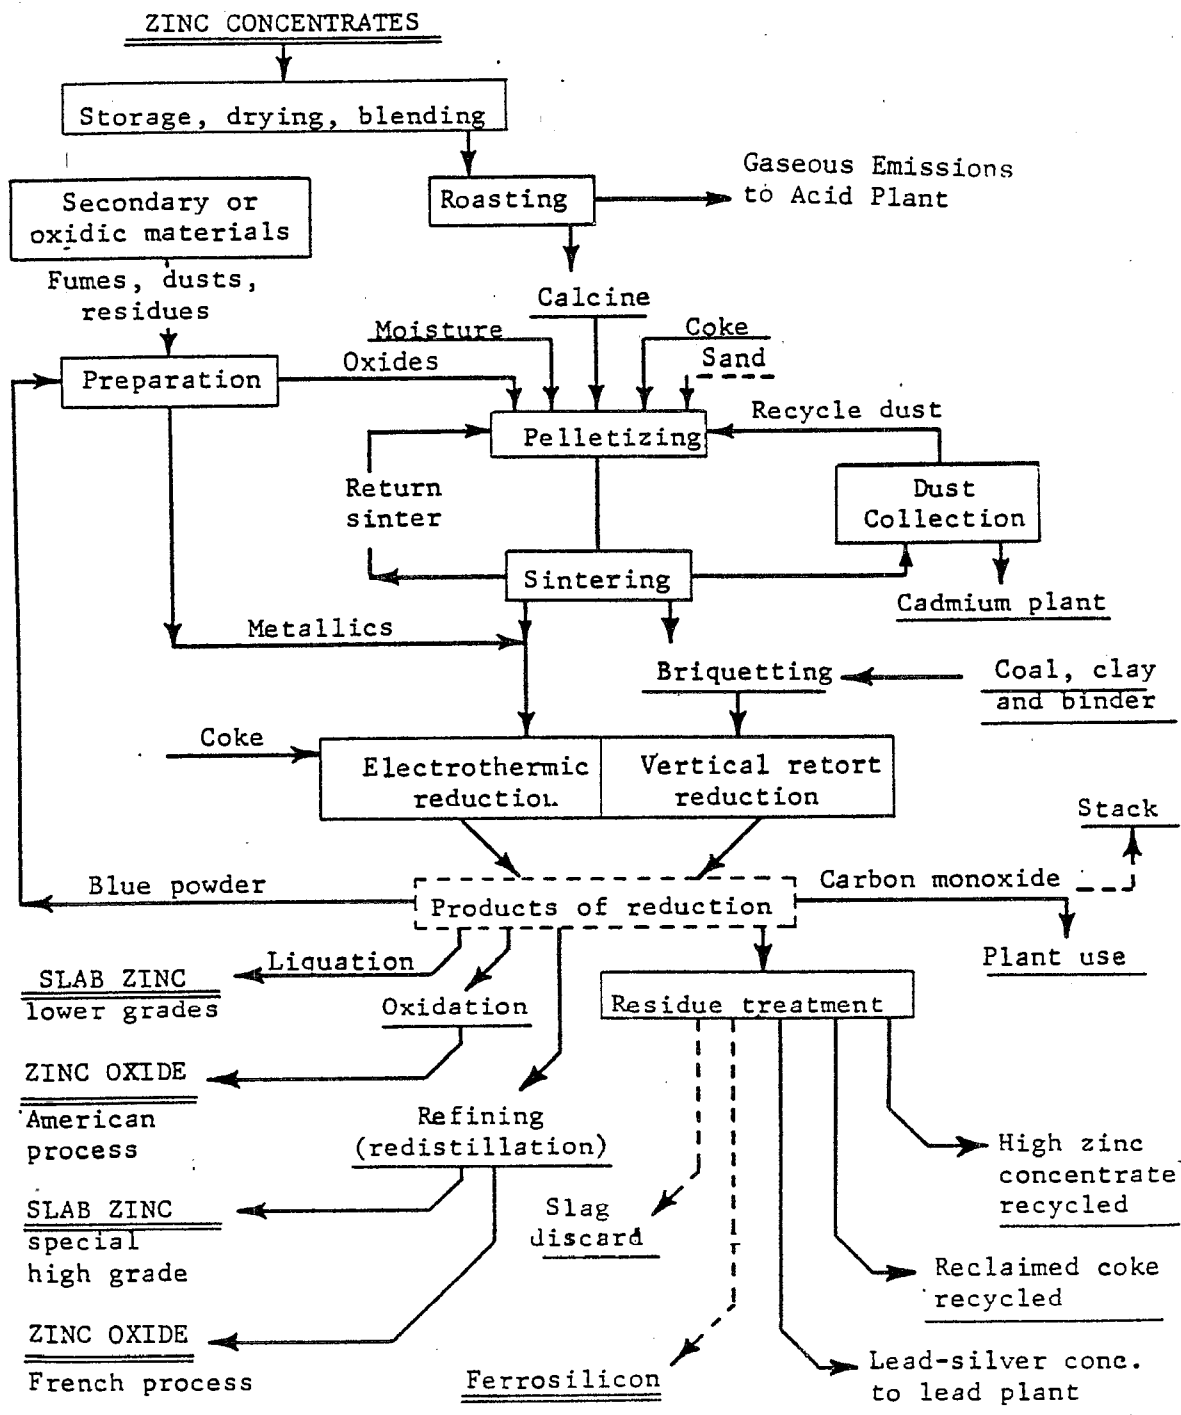 ZINC CONCENTRATES
Storage, drying, blending
Secondary or
oxidic materials
Fumes, dusts,
residues
Roasting
Gaseous Emissions
to Acid Plant
Calcine
Moisture
Coke
Sand
Oxides
Preparation
Recycle dust
Pelletizing
Return
sinter
Dust
Collection
Sintering
Cadmium plant
Metallics
Briquetting
Coal, clay
and binder
Coke
Electrothermic
reduction
Vertical retort
reduction
Stack
Blue powder
Products of reduction
Carbon monoxide
Plant use
Liquation
SLAB ZINC
lower grades
Oxidation
Residue treatment
ZINC OXIDE
American
process
Refining
(redistillation)
High zinc
concentrate
recycled
SLAB ZINC
special
high grade
Slag
discard
Reclaimed coke
recycled
ZINC OXIDE
French process
Ferrosilicon
Lead-silver conc.
to lead plant